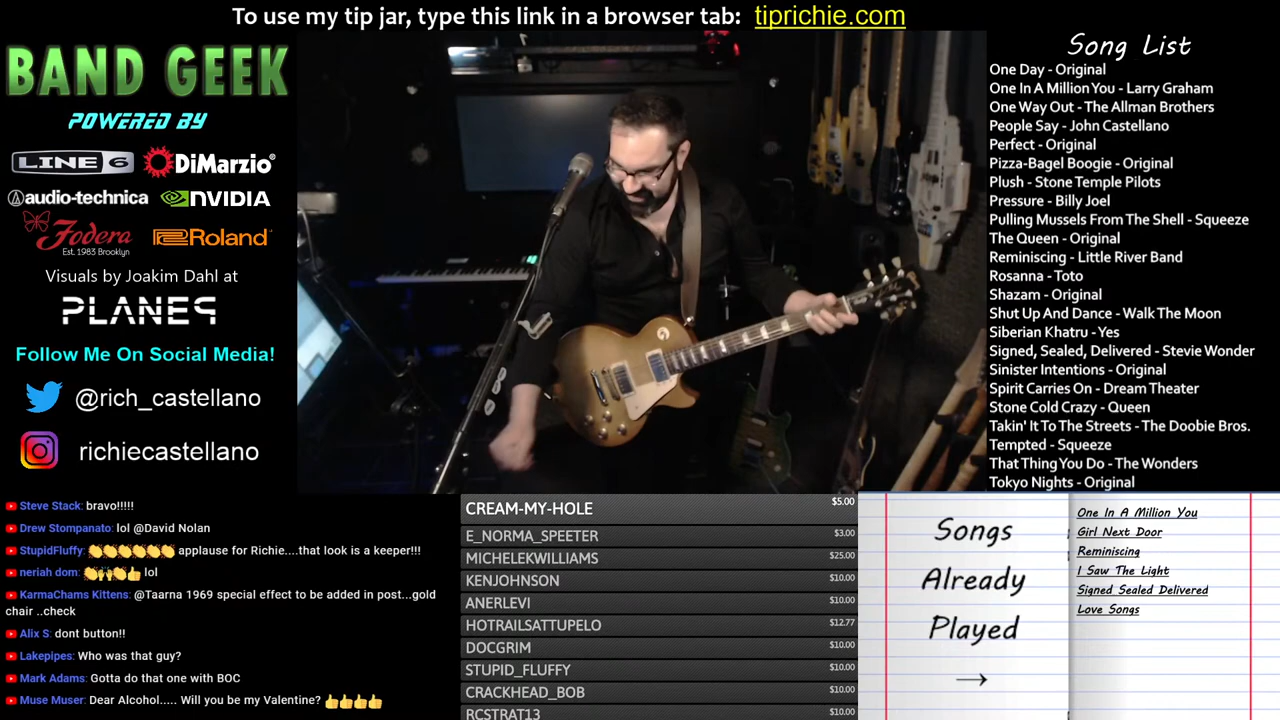 To use my tip jar, type this link in a browser tab: tiprichie.com
BAND GEEK
POWERED BY
LINE 6
DiMarzio®
audio-technica
NVIDIA
Fodera
Est. 1983 Brooklyn
Roland
Visuals by Joakim Dahl at
PLANE9
Follow Me On Social Media!
@rich_castellano
richiecastellano
Song List
One Day - Original
One In A Million You - Larry Graham
One Way Out - The Allman Brothers
People Say - John Castellano
Perfect - Original
Pizza-Bagel Boogie - Original
Plush - Stone Temple Pilots
Pressure - Billy Joel
Pulling Mussels From The Shell - Squeeze
The Queen - Original
Reminiscing - Little River Band
Rosanna - Toto
Shazam - Original
Shut Up And Dance - Walk The Moon
Siberian Khatru - Yes
Signed, Sealed, Delivered - Stevie Wonder
Sinister Intentions - Original
Spirit Carries On - Dream Theater
Stone Cold Crazy - Queen
Takin' It To The Streets - The Doobie Bros.
Tempted - Squeeze
That Thing You Do - The Wonders
Tokyo Nights - Original
Steve Stack: bravo!!!!!
Drew Stompanato: lol @David Nolan
StupidFluffy: 👏👏👏👏👏👏 applause for Richie....that look is a keeper!!!
neriah dom: 👏🙌👏👍 lol
KarmaChams Kittens: @Taarna 1969 special effect to be added in post...gold
chair ..check
Alix S: dont button!!
Lakepipes: Who was that guy?
Mark Adams: Gotta do that one with BOC
Muse Muser: Dear Alcohol..... Will you be my Valentine? 👍👍👍👍
CREAM-MY-HOLE $5.00
E_NORMA_SPEETER $3.00
MICHELEKWILLIAMS $25.00
KENJOHNSON $10.00
ANERLEVI $10.00
HOTRAILSATTUPELO $12.77
DOCGRIM $10.00
STUPID_FLUFFY $10.00
CRACKHEAD_BOB $10.00
RCSTRAT13 $10.00
Songs
Already
Played
→
One In A Million You
Girl Next Door
Reminiscing
I Saw The Light
Signed Sealed Delivered
Love Songs